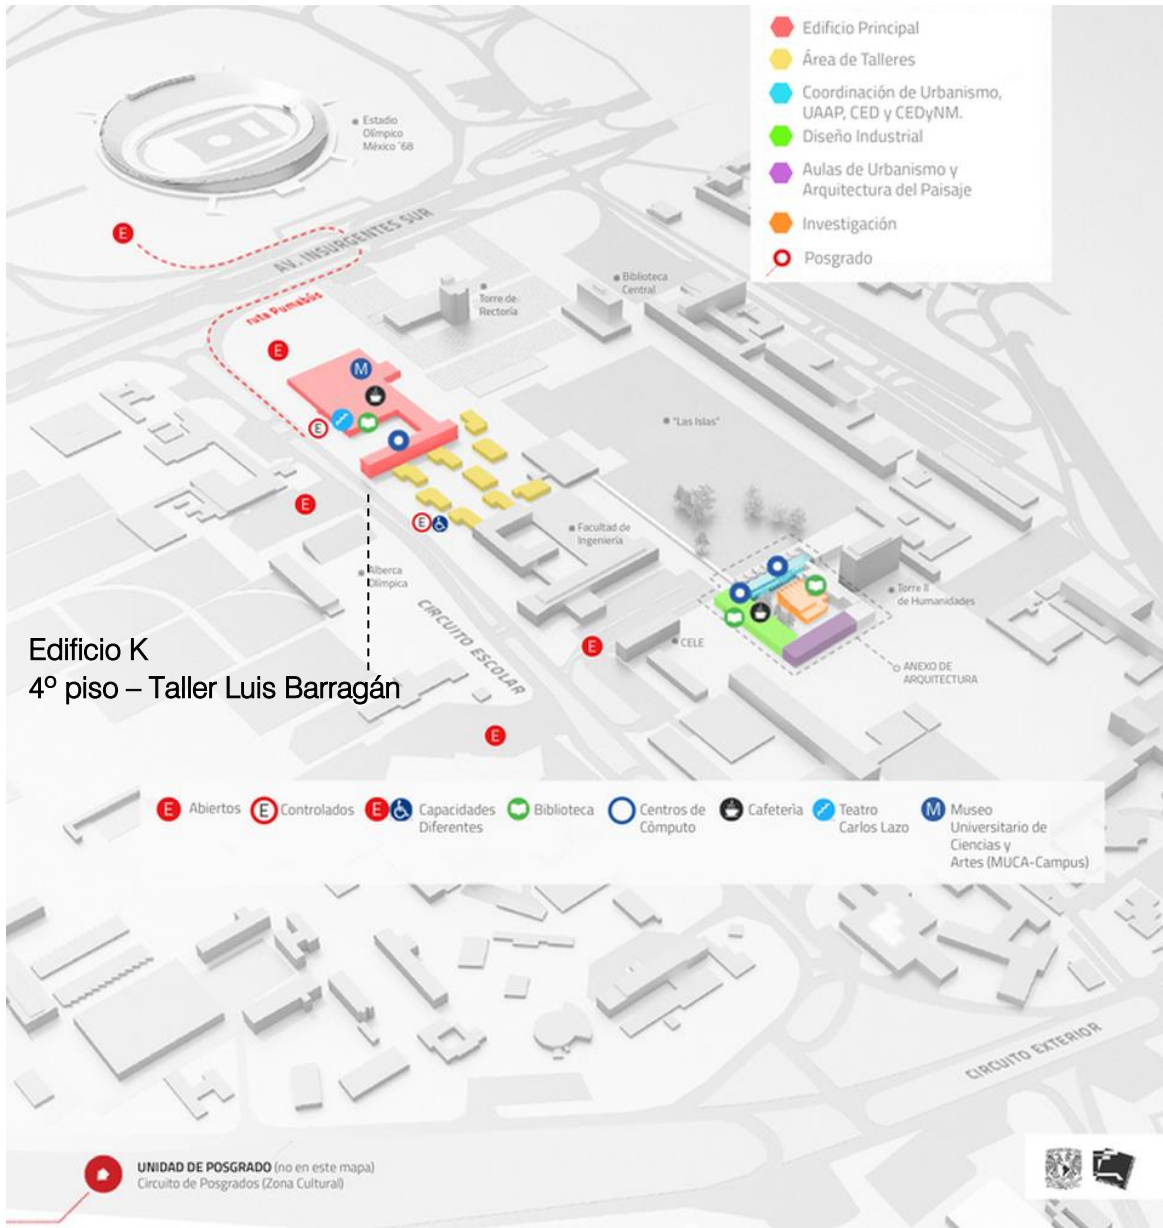 Edificio Principal
Área de Talleres
Coordinación de Urbanismo,
UAAP, CED y CEDyNM.
Diseño Industrial
Aulas de Urbanismo y
Arquitectura del Paisaje
Investigación
Posgrado
Estadio
Olímpico
México ´68
E
AV. INSURGENTES SUR
Biblioteca
Central
Torre de
Rectoría
ruta Pumabús
E
M
E
"Las Islas"
E
E
Facultad de
Ingeniería
Alberca
Olímpica
CIRCUITO ESCOLAR
Torre II
de Humanidades
CELE
E
ANEXO DE
ARQUITECTURA
Edificio K
4º piso – Taller Luis Barragán
E
E Abiertos
E Controlados
E Capacidades
Diferentes
Biblioteca
Centros de
Cómputo
Cafetería
Teatro
Carlos Lazo
M Museo
Universitario de
Ciencias y
Artes (MUCA-Campus)
CIRCUITO EXTERIOR
UNIDAD DE POSGRADO (no en este mapa)
Circuito de Posgrados (Zona Cultural)